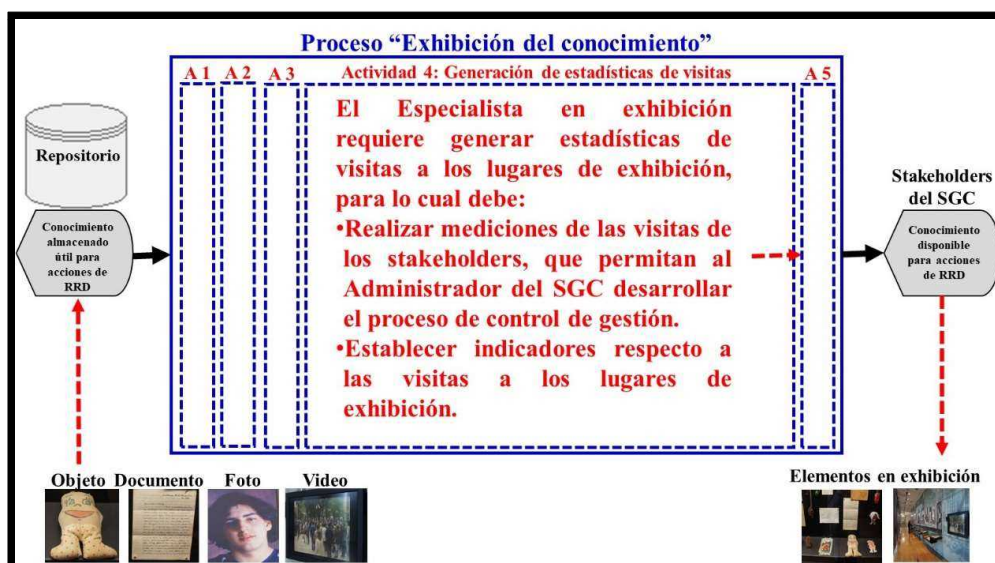 Proceso “Exhibición del conocimiento”
A 1
A 2
A 3
Actividad 4: Generación de estadísticas de visitas
A 5
El Especialista en exhibición
requiere generar estadísticas de
visitas a los lugares de exhibición,
para lo cual debe:
•Realizar mediciones de las visitas de
los stakeholders, que permitan al
Administrador del SGC desarrollar
el proceso de control de gestión.
•Establecer indicadores respecto a
las visitas a los lugares de
exhibición.
Repositorio
Conocimiento
almacenado
útil para
acciones de
RRD
Stakeholders
del SGC
Conocimiento
disponible
para acciones
de RRD
Objeto
Documento
Foto
Video
Elementos en exhibición